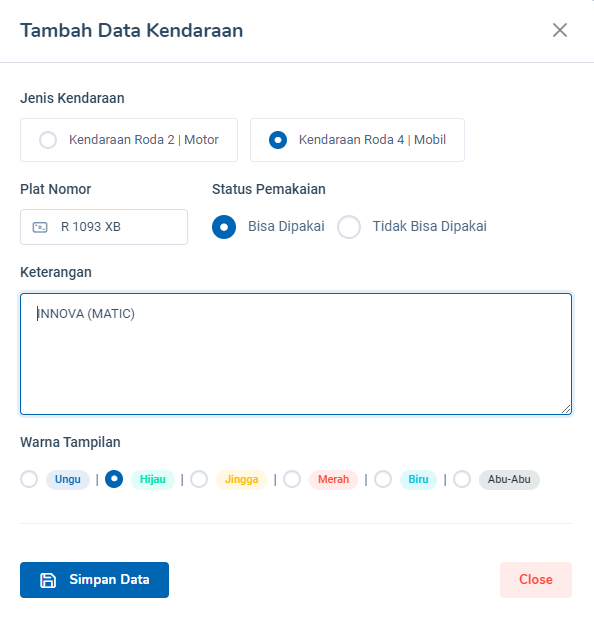 Tambah Data Kendaraan
Jenis Kendaraan
Kendaraan Roda 2 | Motor Kendaraan Roda 4 | Mobil
Plat Nomor Status Pemakaian
R 1093 XB Bisa Dipakai Tidak Bisa Dipakai
Keterangan
INNOVA (MATIC)
Warna Tampilan
Ungu | Hijau | Jingga | Merah | Biru | Abu-Abu
Simpan Data Close